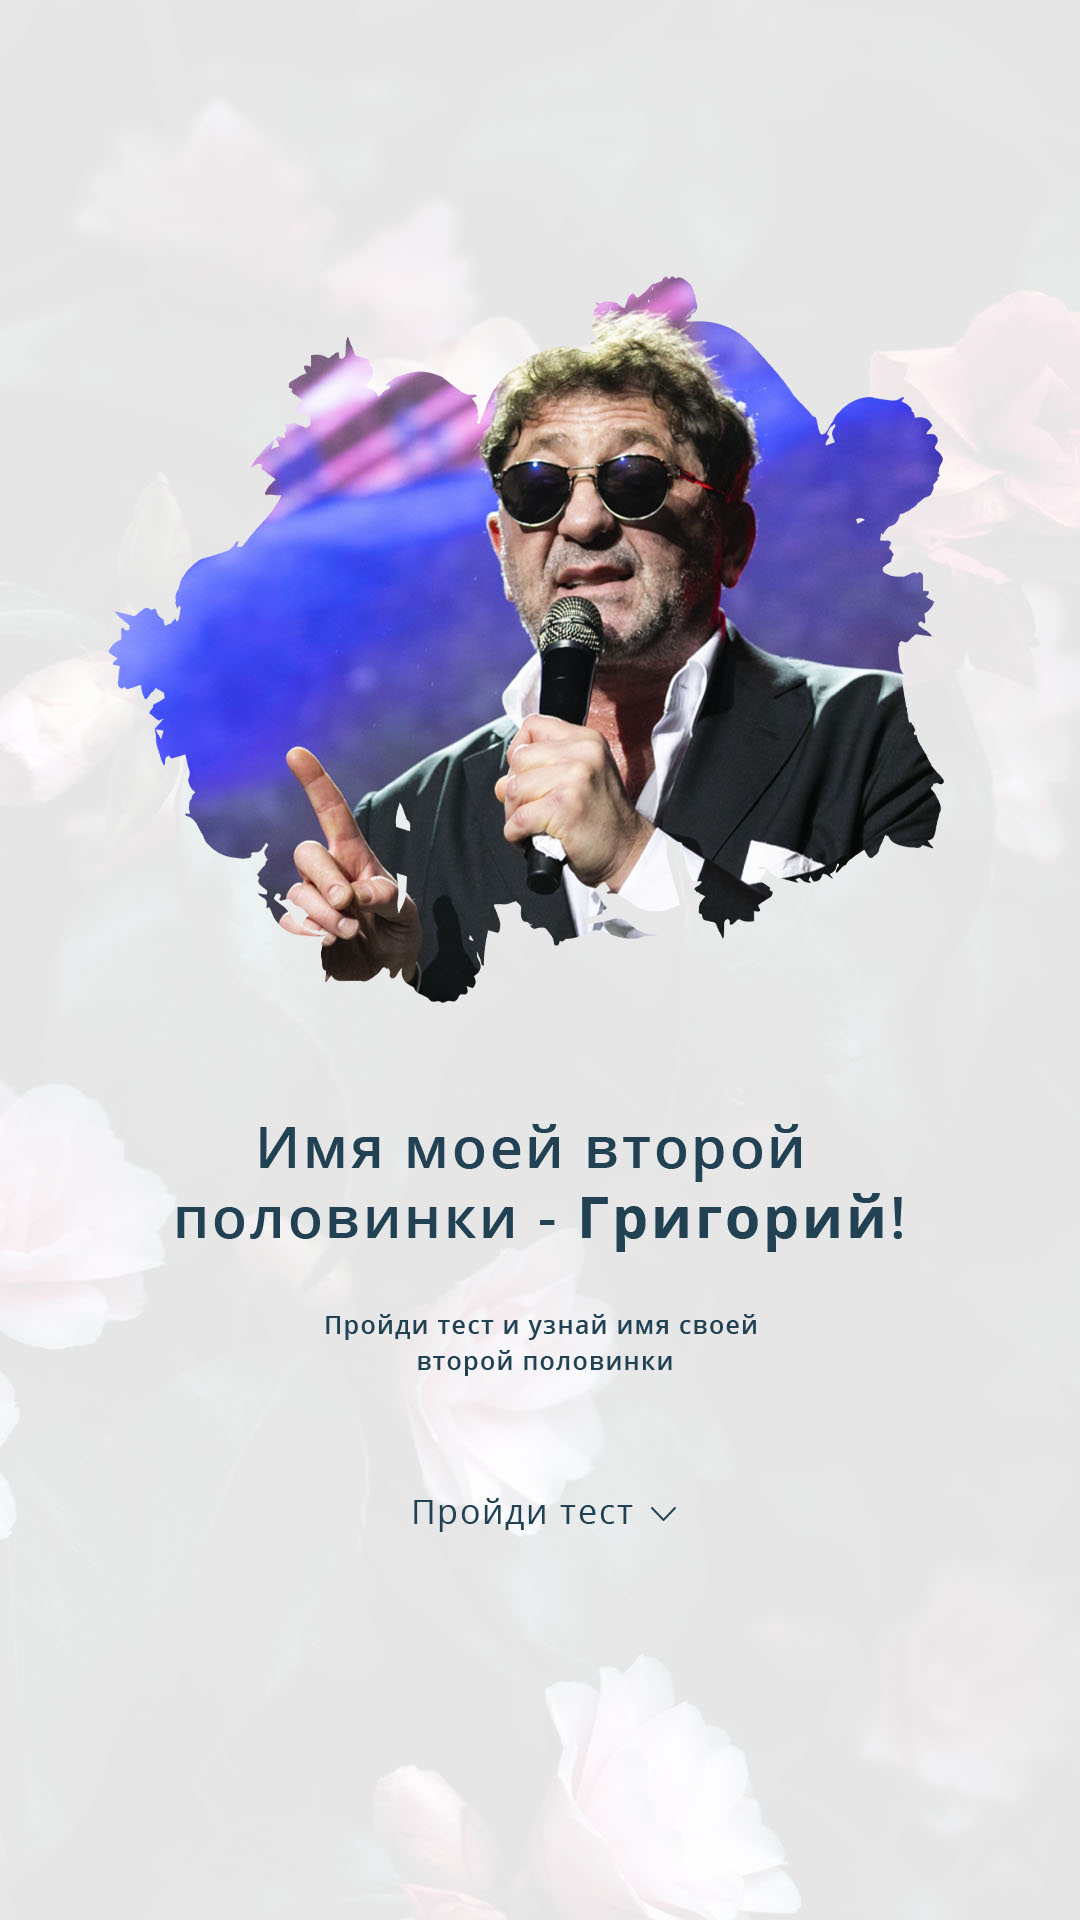 Имя моей второй
половинки - Григорий!
Пройди тест и узнай имя своей
второй половинки
Пройди тест